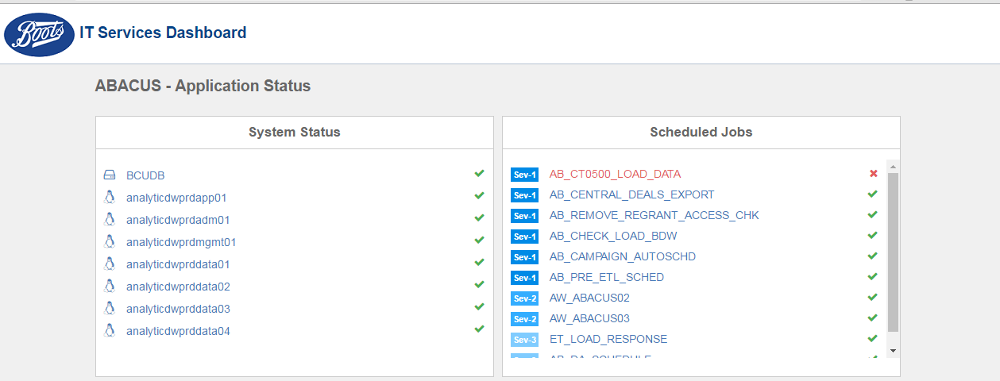 Boots
IT Services Dashboard
ABACUS - Application Status
System Status
BCUDB
analyticdwprdapp01
analyticdwprdadm01
analyticdwprdmgmt01
analyticdwprddata01
analyticdwprddata02
analyticdwprddata03
analyticdwprddata04
Scheduled Jobs
Sev-1 AB_CT0500_LOAD_DATA
Sev-1 AB_CENTRAL_DEALS_EXPORT
Sev-1 AB_REMOVE_REGRANT_ACCESS_CHK
Sev-1 AB_CHECK_LOAD_BDW
Sev-1 AB_CAMPAIGN_AUTOSCHD
Sev-1 AB_PRE_ETL_SCHED
Sev-2 AW_ABACUS02
Sev-2 AW_ABACUS03
Sev-3 ET_LOAD_RESPONSE